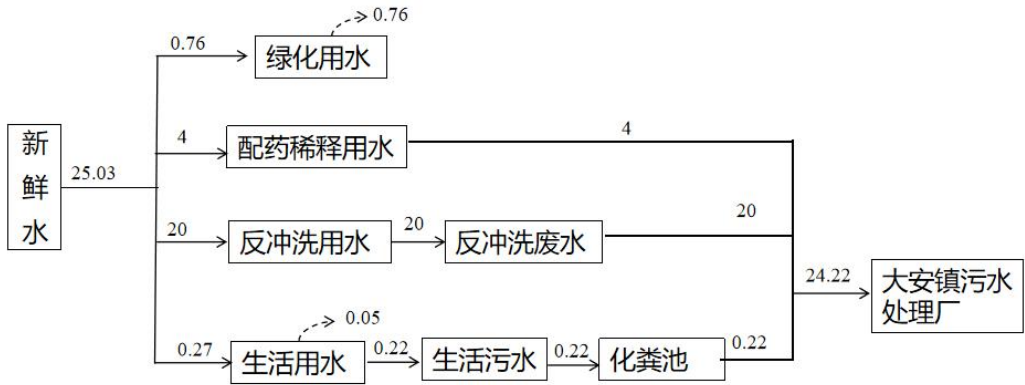 0.76
0.76
绿化用水
新鲜水
25.03
4
配药稀释用水
4
20
反冲洗用水
20
反冲洗废水
20
24.22
大安镇污水
处理厂
0.27
生活用水
0.05
0.22
生活污水
0.22
化粪池
0.22